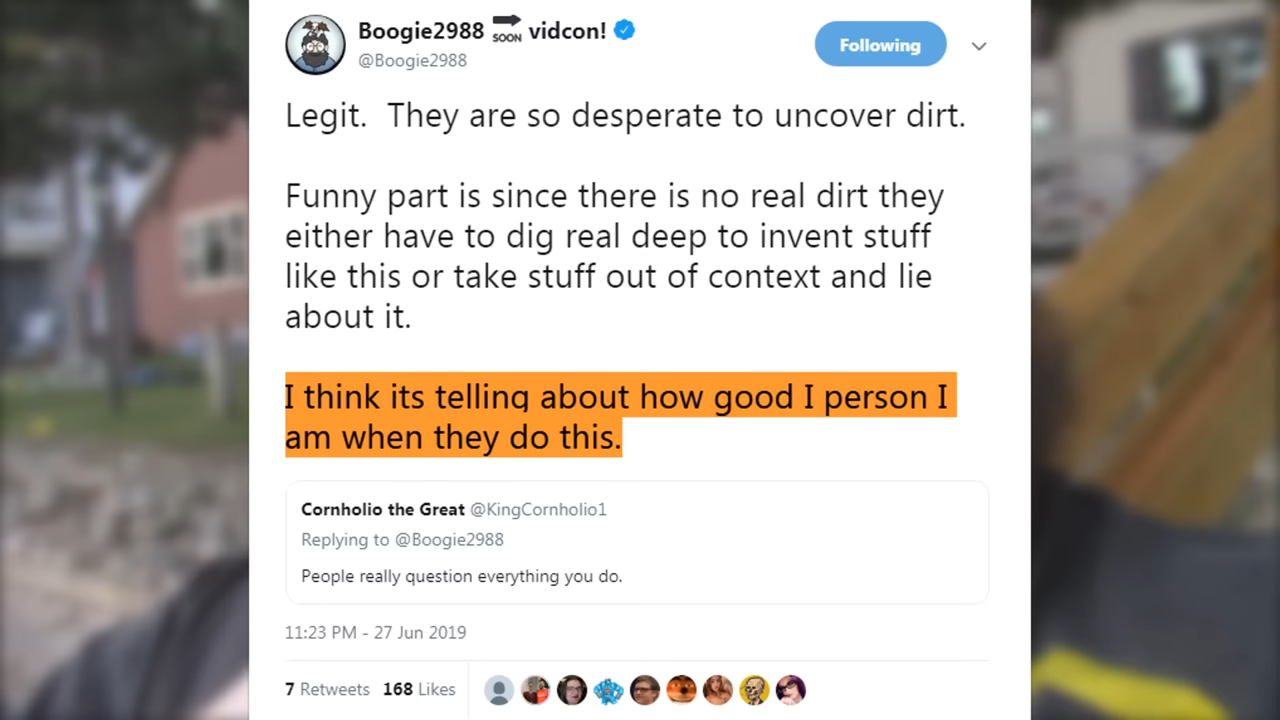 Boogie2988 SOON vidcon!
Following
@Boogie2988
Legit. They are so desperate to uncover dirt.
Funny part is since there is no real dirt they
either have to dig real deep to invent stuff
like this or take stuff out of context and lie
about it.
I think its telling about how good I person I
am when they do this.
Cornholio the Great @KingCornholio1
Replying to @Boogie2988
People really question everything you do.
11:23 PM - 27 Jun 2019
7 Retweets 168 Likes